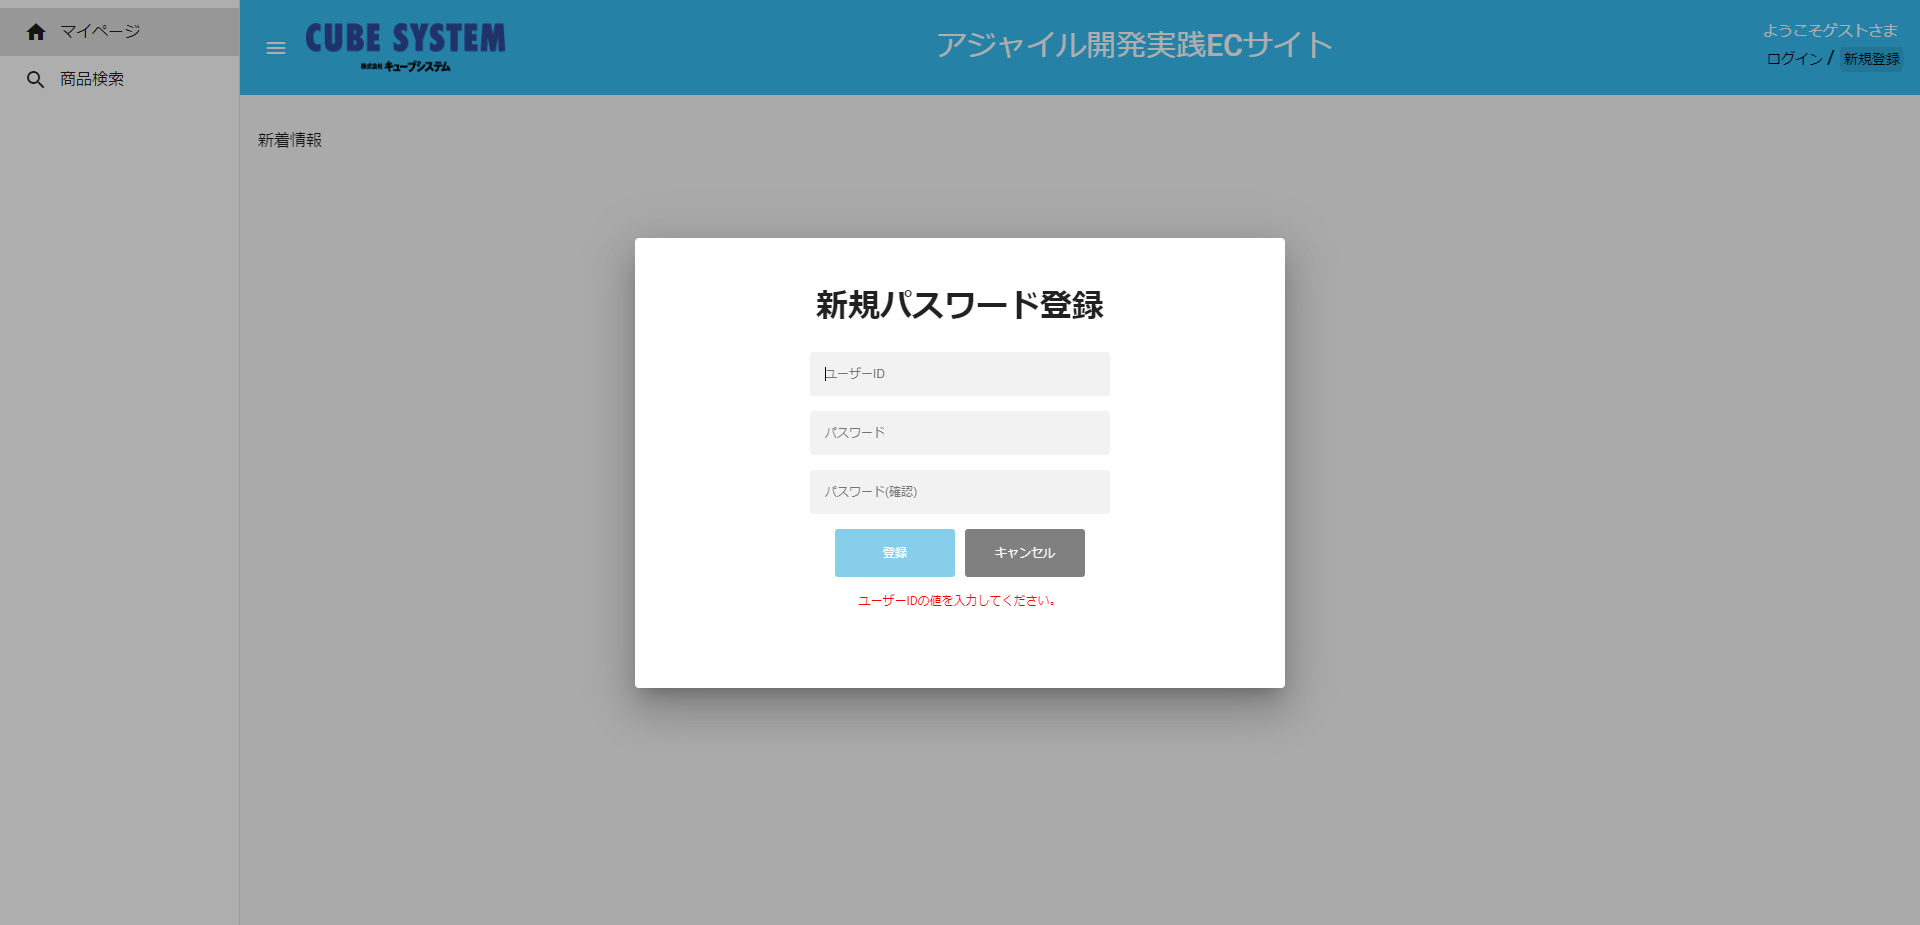 マイページ
商品検索
CUBE SYSTEM
株式会社 キューブシステム
アジャイル開発実践ECサイト
ようこそゲストさま
ログイン / 新規登録
新着情報
新規パスワード登録
ユーザーID
パスワード
パスワード(確認)
登録 キャンセル
ユーザーIDの値を入力してください。